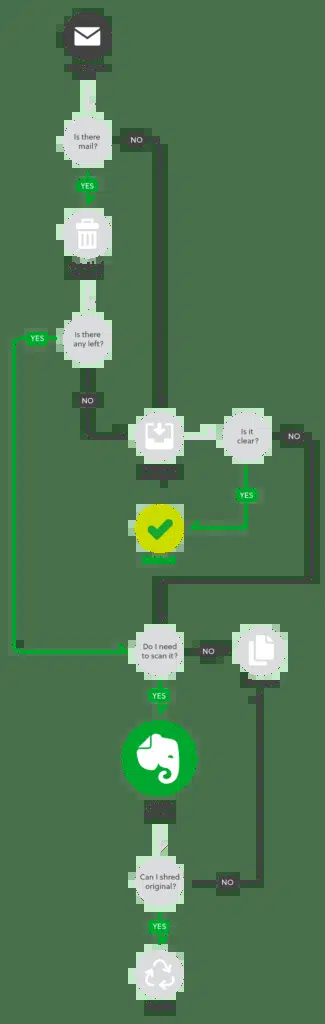 Is there
mail?
NO
YES
Is there
any left?
YES
NO
Is it
clear?
NO
YES
Do I need
to scan it?
NO
YES
Can I shred
original?
NO
YES